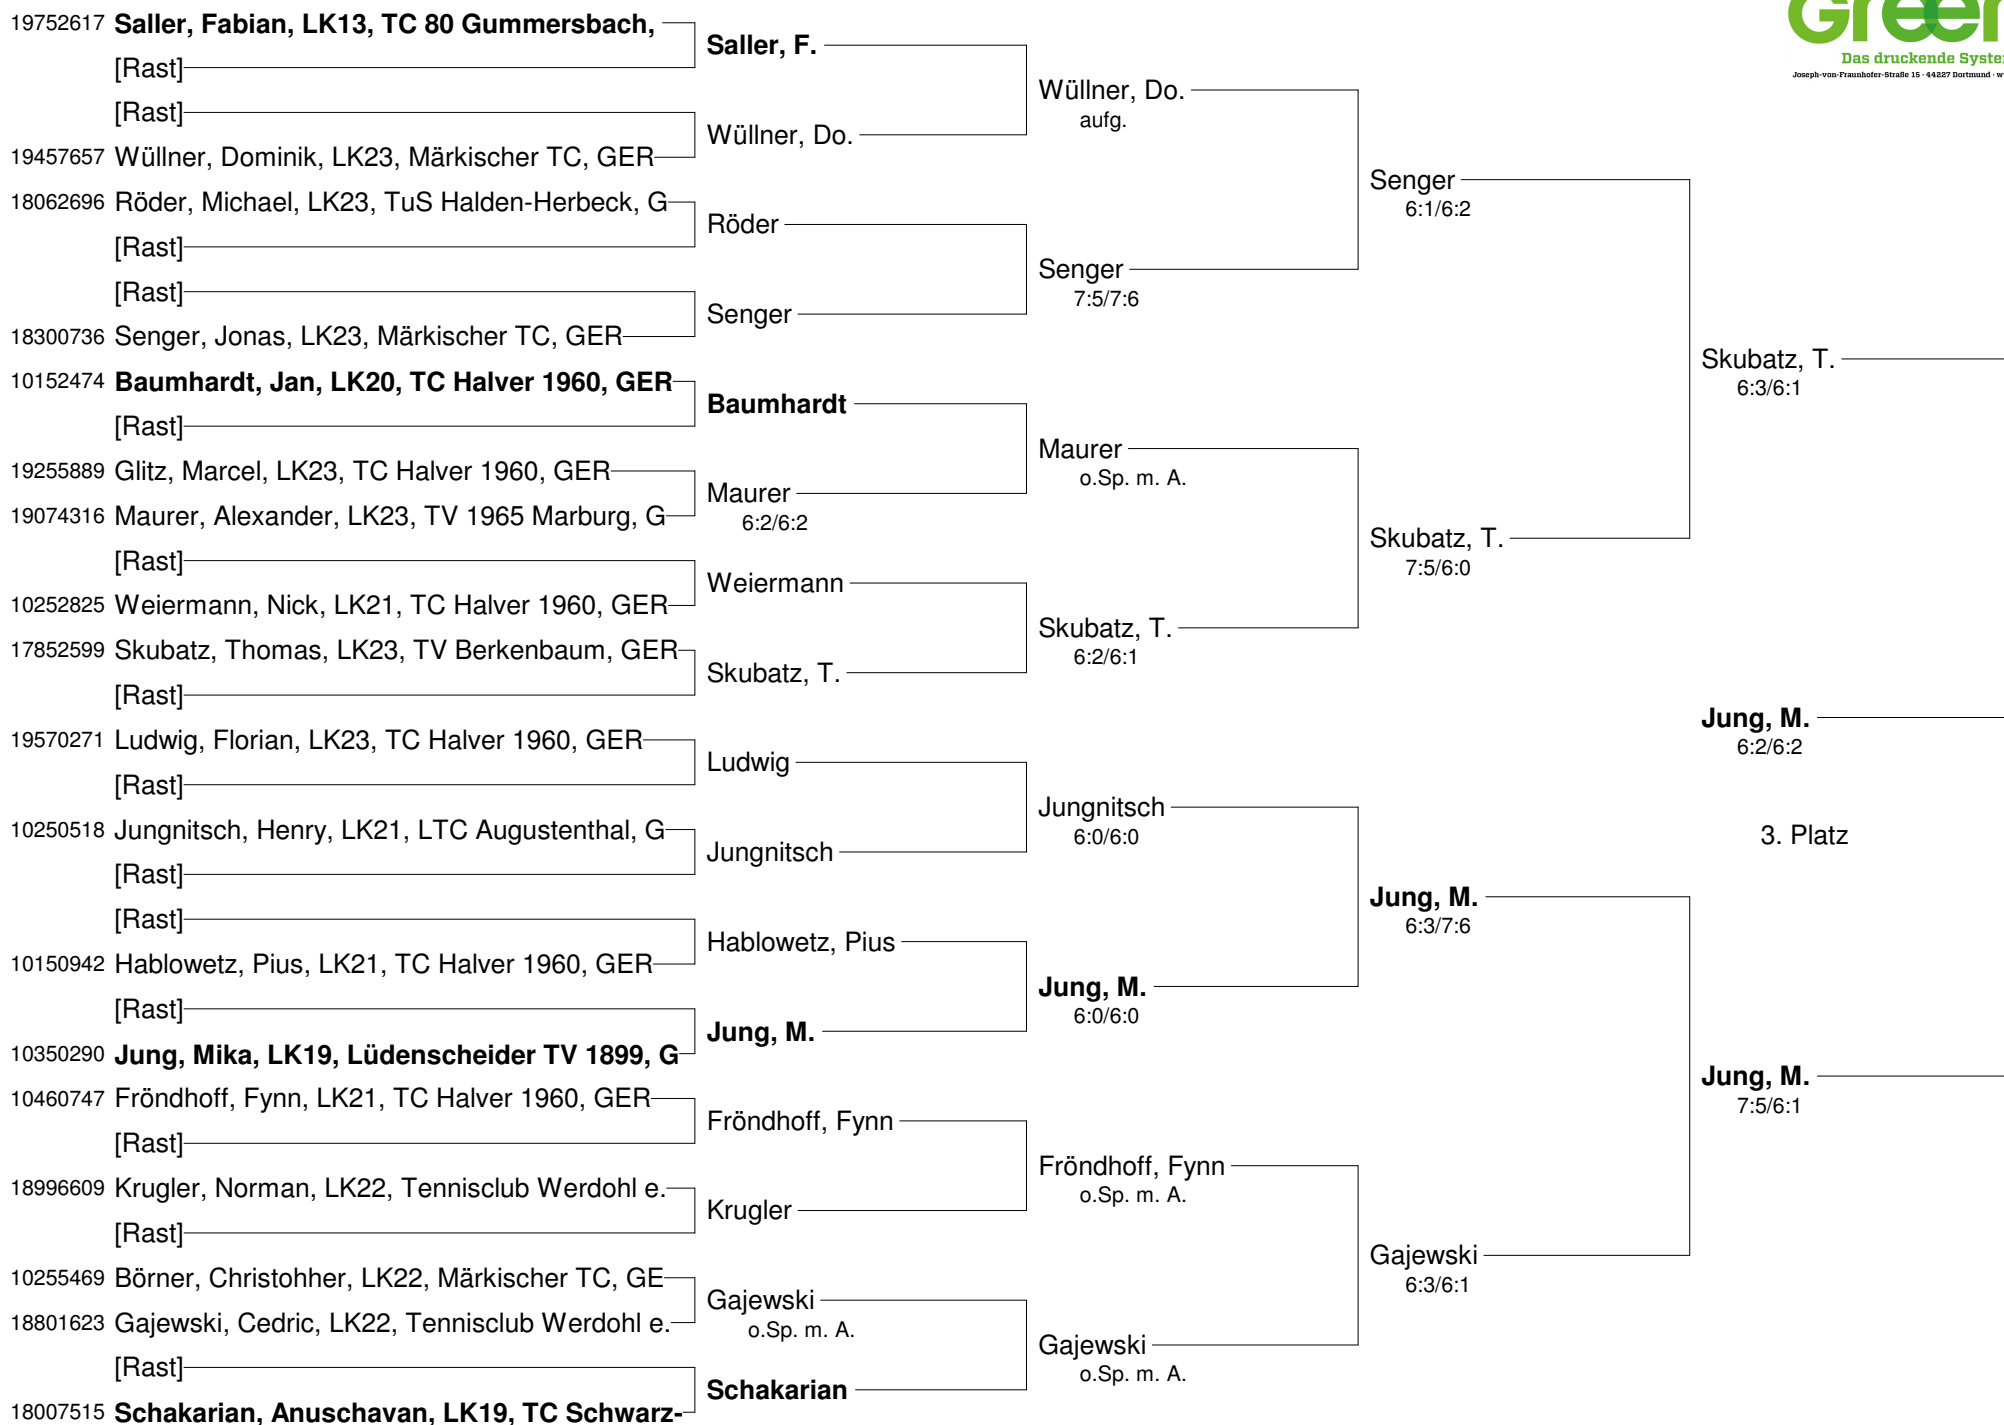 19752617 Saller, Fabian, LK13, TC 80 Gummersbach,
[Rast]
[Rast]
19457657 Wüllner, Dominik, LK23, Märkischer TC, GER
18062696 Röder, Michael, LK23, TuS Halden-Herbeck, G
[Rast]
[Rast]
18300736 Senger, Jonas, LK23, Märkischer TC, GER
10152474 Baumhardt, Jan, LK20, TC Halver 1960, GER
[Rast]
19255889 Glitz, Marcel, LK23, TC Halver 1960, GER
19074316 Maurer, Alexander, LK23, TV 1965 Marburg, G
[Rast]
10252825 Weiermann, Nick, LK21, TC Halver 1960, GER
17852599 Skubatz, Thomas, LK23, TV Berkenbaum, GER
[Rast]
19570271 Ludwig, Florian, LK23, TC Halver 1960, GER
[Rast]
10250518 Jungnitsch, Henry, LK21, LTC Augustenthal, G
[Rast]
[Rast]
10150942 Hablowetz, Pius, LK21, TC Halver 1960, GER
[Rast]
10350290 Jung, Mika, LK19, Lüdenscheider TV 1899, G
10460747 Fröndhoff, Fynn, LK21, TC Halver 1960, GER
[Rast]
18996609 Krugler, Norman, LK22, Tennisclub Werdohl e.
[Rast]
10255469 Börner, Christohher, LK22, Märkischer TC, GE
18801623 Gajewski, Cedric, LK22, Tennisclub Werdohl e.
[Rast]
18007515 Schakarian, Anuschavan, LK19, TC Schwarz-
Saller, F.
Wüllner, Do.
Röder
Senger
Baumhardt
Maurer
6:2/6:2
Weiermann
Skubatz, T.
Ludwig
Jungnitsch
Hablowetz, Pius
Jung, M.
Fröndhoff, Fynn
Krugler
Gajewski
o.Sp. m. A.
Schakarian
Wüllner, Do.
aufg.
Senger
7:5/7:6
Maurer
o.Sp. m. A.
Skubatz, T.
6:2/6:1
Jungnitsch
6:0/6:0
Jung, M.
6:0/6:0
Fröndhoff, Fynn
o.Sp. m. A.
Gajewski
o.Sp. m. A.
Senger
6:1/6:2
Skubatz, T.
7:5/6:0
Jung, M.
6:3/7:6
Gajewski
6:3/6:1
Green
Das druckende Syste
Joseph-von-Fraunhofer-Straße 15 · 44227 Dortmund · w
Skubatz, T.
6:3/6:1
Jung, M.
6:2/6:2
3. Platz
Jung, M.
7:5/6:1